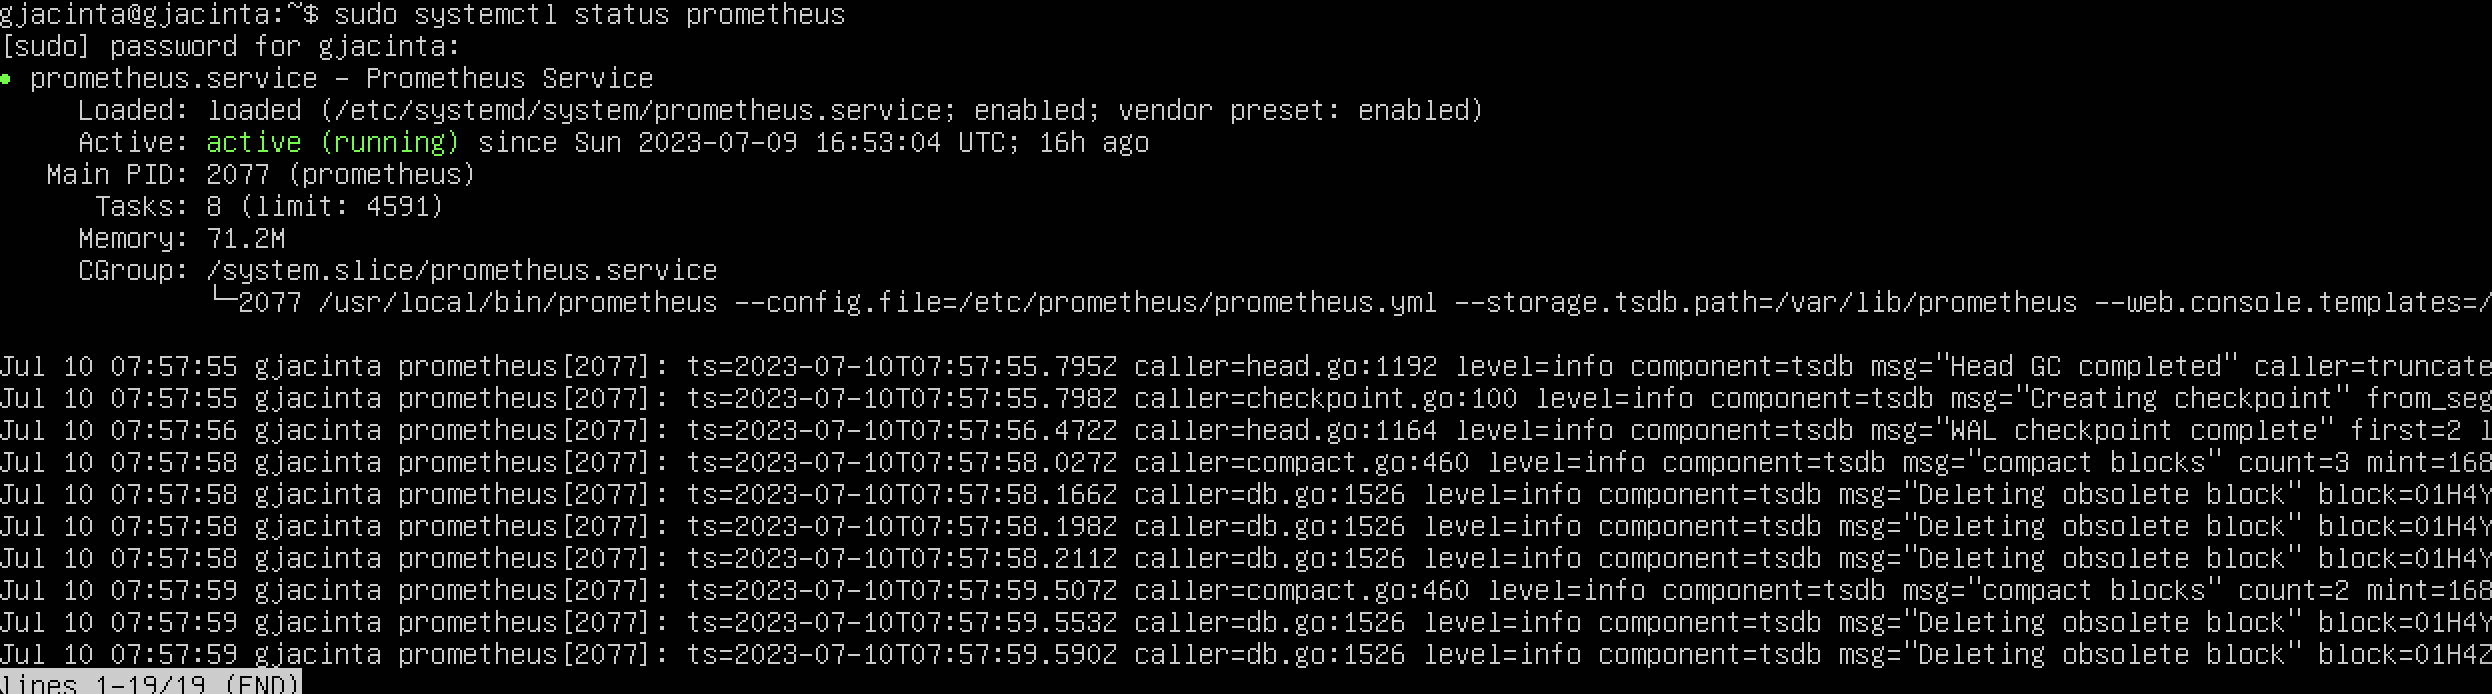 gjacinta@gjacinta:~$ sudo systemctl status prometheus
[sudo] password for gjacinta:
● prometheus.service - Prometheus Service
Loaded: loaded (/etc/systemd/system/prometheus.service; enabled; vendor preset: enabled)
Active: active (running) since Sun 2023-07-09 16:53:04 UTC; 16h ago
Main PID: 2077 (prometheus)
Tasks: 8 (limit: 4591)
Memory: 71.2M
CGroup: /system.slice/prometheus.service
└─2077 /usr/local/bin/prometheus --config.file=/etc/prometheus/prometheus.yml --storage.tsdb.path=/var/lib/prometheus --web.console.templates=/
Jul 10 07:57:55 gjacinta prometheus[2077]: ts=2023-07-10T07:57:55.795Z caller=head.go:1192 level=info component=tsdb msg="Head GC completed" caller=truncate
Jul 10 07:57:55 gjacinta prometheus[2077]: ts=2023-07-10T07:57:55.798Z caller=checkpoint.go:100 level=info component=tsdb msg="Creating checkpoint" from_seg
Jul 10 07:57:56 gjacinta prometheus[2077]: ts=2023-07-10T07:57:56.472Z caller=head.go:1164 level=info component=tsdb msg="WAL checkpoint complete" first=2 l
Jul 10 07:57:58 gjacinta prometheus[2077]: ts=2023-07-10T07:57:58.027Z caller=compact.go:460 level=info component=tsdb msg="compact blocks" count=3 mint=168
Jul 10 07:57:58 gjacinta prometheus[2077]: ts=2023-07-10T07:57:58.166Z caller=db.go:1526 level=info component=tsdb msg="Deleting obsolete block" block=01H4Y
Jul 10 07:57:58 gjacinta prometheus[2077]: ts=2023-07-10T07:57:58.198Z caller=db.go:1526 level=info component=tsdb msg="Deleting obsolete block" block=01H4Y
Jul 10 07:57:58 gjacinta prometheus[2077]: ts=2023-07-10T07:57:58.211Z caller=db.go:1526 level=info component=tsdb msg="Deleting obsolete block" block=01H4Y
Jul 10 07:57:59 gjacinta prometheus[2077]: ts=2023-07-10T07:57:59.507Z caller=compact.go:460 level=info component=tsdb msg="compact blocks" count=2 mint=168
Jul 10 07:57:59 gjacinta prometheus[2077]: ts=2023-07-10T07:57:59.553Z caller=db.go:1526 level=info component=tsdb msg="Deleting obsolete block" block=01H4Y
Jul 10 07:57:59 gjacinta prometheus[2077]: ts=2023-07-10T07:57:59.590Z caller=db.go:1526 level=info component=tsdb msg="Deleting obsolete block" block=01H4Z
lines 1-19/19 (END)